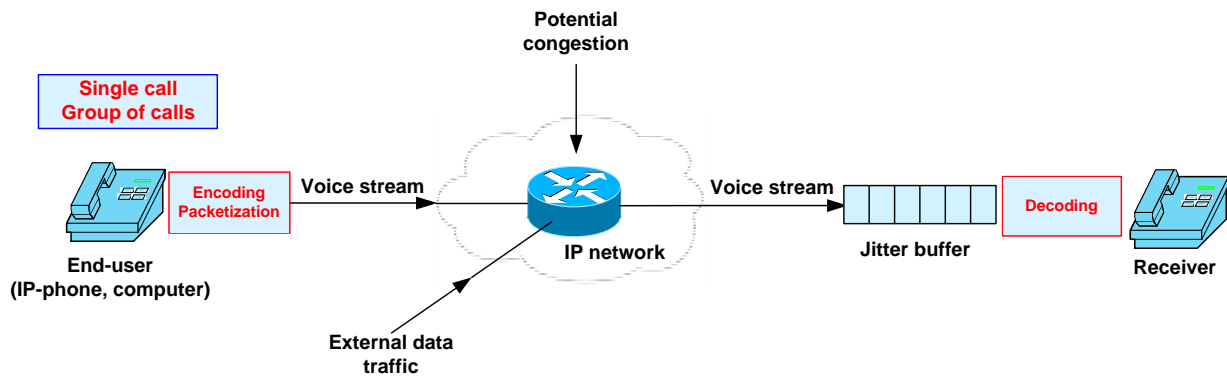 Potential
congestion
Single call
Group of calls
Encoding
Packetization
Voice stream
Voice stream
Decoding
IP network
Jitter buffer
End-user
(IP-phone, computer)
Receiver
External data
traffic